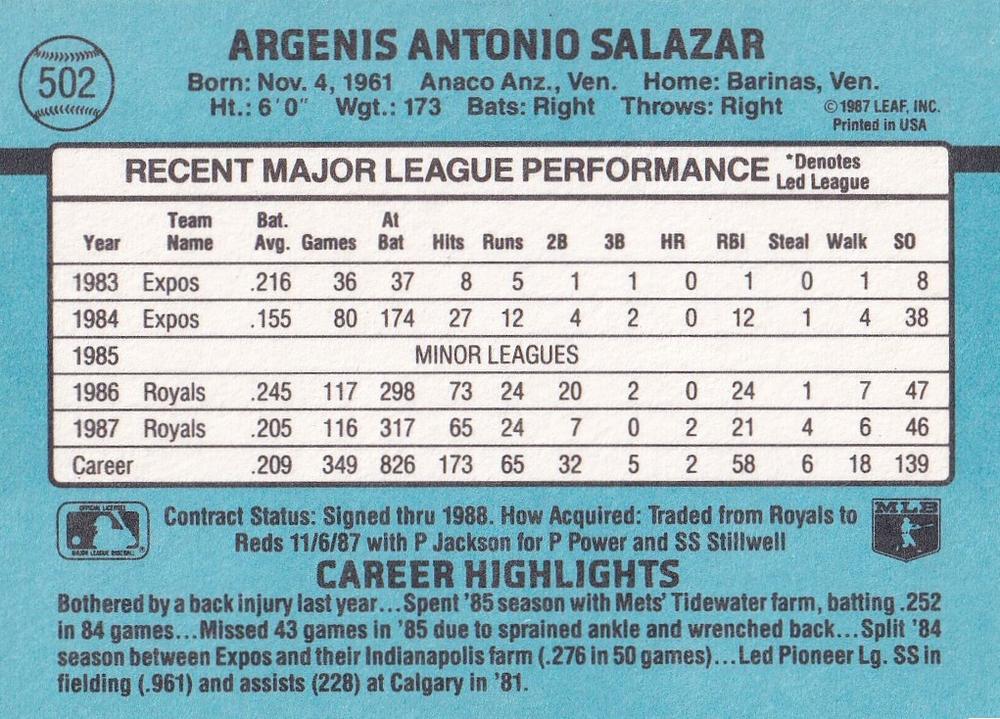 502
ARGENIS ANTONIO SALAZAR
Born: Nov. 4, 1961 Anaco Anz., Ven. Home: Barinas, Ven.
Ht.: 6'0" Wgt.: 173 Bats: Right Throws: Right
©1987 LEAF, INC.
Printed in USA
RECENT MAJOR LEAGUE PERFORMANCE *Denotes
Led League
Year Team Name Bat. Avg. Games At Bat Hits Runs 2B 3B HR RBI Steal Walk SO
1983 Expos .216 36 37 8 5 1 1 0 1 0 1 8
1984 Expos .155 80 174 27 12 4 2 0 12 1 4 38
1985 MINOR LEAGUES
1986 Royals .245 117 298 73 24 20 2 0 24 1 7 47
1987 Royals .205 116 317 65 24 7 0 2 21 4 6 46
Career .209 349 826 173 65 32 5 2 58 6 18 139
OFFICIAL LICENSEE
MAJOR LEAGUE BASEBALL
Contract Status: Signed thru 1988. How Acquired: Traded from Royals to
Reds 11/6/87 with P Jackson for P Power and SS Stillwell
MLB
CAREER HIGHLIGHTS
Bothered by a back injury last year...Spent '85 season with Mets' Tidewater farm, batting .252
in 84 games...Missed 43 games in '85 due to sprained ankle and wrenched back...Split '84
season between Expos and their Indianapolis farm (.276 in 50 games)...Led Pioneer Lg. SS in
fielding (.961) and assists (228) at Calgary in '81.